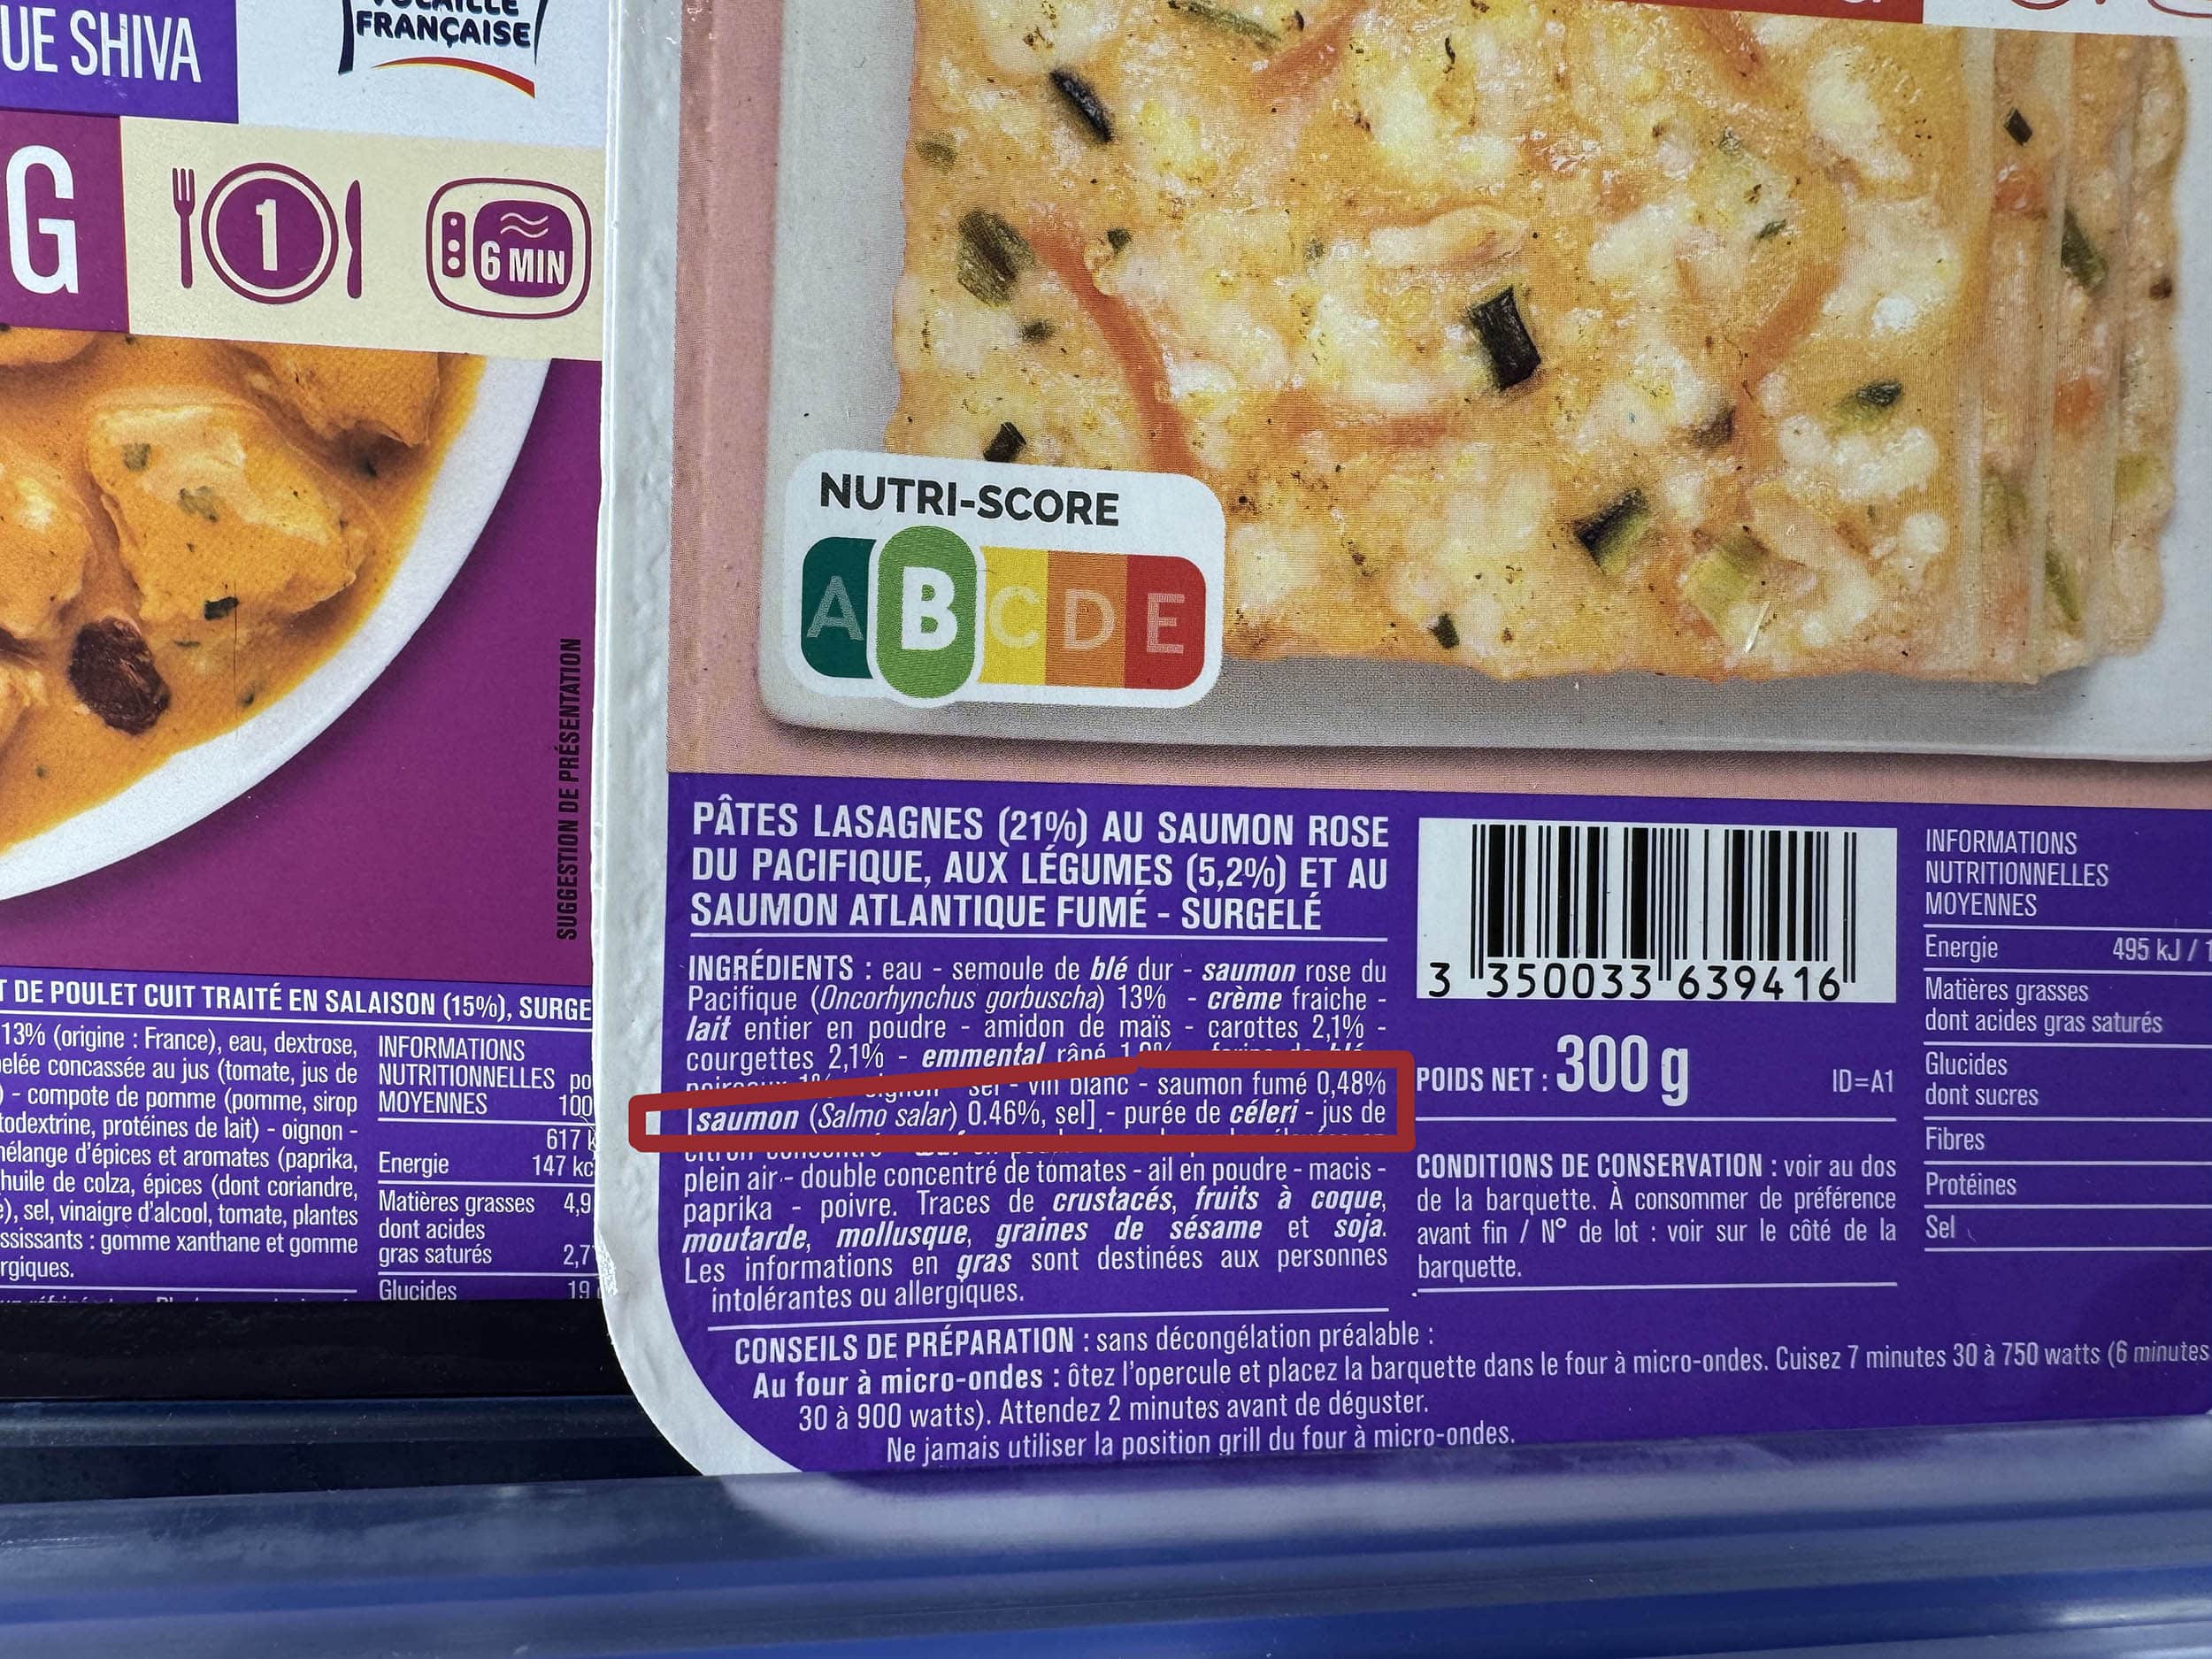 VOLAILLE
FRANÇAISE
UE SHIVA
G
1
6 MIN
SUGGESTION DE PRÉSENTATION
T DE POULET CUIT TRAITÉ EN SALAISON (15%), SURGE
13% (origine : France), eau, dextrose,
elée concassée au jus (tomate, jus de
) - compote de pomme (pomme, sirop
todextrine, protéines de lait) - oignon -
mélange d'épices et aromates (paprika,
huile de colza, épices (dont coriandre,
), sel, vinaigre d'alcool, tomate, plantes
ssissants : gomme xanthane et gomme
rgiques.
INFORMATIONS
NUTRITIONNELLES po
MOYENNES 100
617 k
Energie 147 kc
Matières grasses 4,9
dont acides
gras saturés 2,7
Glucides 19
NUTRI-SCORE
A B C D E
PÂTES LASAGNES (21%) AU SAUMON ROSE
DU PACIFIQUE, AUX LÉGUMES (5,2%) ET AU
SAUMON ATLANTIQUE FUMÉ - SURGELÉ
INGRÉDIENTS : eau - semoule de blé dur - saumon rose du
Pacifique (Oncorhynchus gorbuscha) 13% - crème fraiche -
lait entier en poudre - amidon de maïs - carottes 2,1% -
courgettes 2,1% - emmental râpé
sel - vin blanc - saumon fumé 0,48%
[saumon (Salmo salar) 0.46%, sel] - purée de céleri - jus de
plein air - double concentré de tomates - ail en poudre - macis -
paprika - poivre. Traces de crustacés, fruits à coque,
moutarde, mollusque, graines de sésame et soja.
Les informations en gras sont destinées aux personnes
intolérantes ou allergiques.
CONSEILS DE PRÉPARATION : sans décongélation préalable :
Au four à micro-ondes : ôtez l'opercule et placez la barquette dans le four à micro-ondes. Cuisez 7 minutes 30 à 750 watts (6 minutes
30 à 900 watts). Attendez 2 minutes avant de déguster.
Ne jamais utiliser la position grill du four à micro-ondes.
3 350033 639416
POIDS NET : 300 g ID=A1
CONDITIONS DE CONSERVATION : voir au dos
de la barquette. À consommer de préférence
avant fin / N° de lot : voir sur le côté de la
barquette.
INFORMATIONS
NUTRITIONNELLES
MOYENNES
Energie 495 kJ / 1
Matières grasses
dont acides gras saturés
Glucides
dont sucres
Fibres
Protéines
Sel